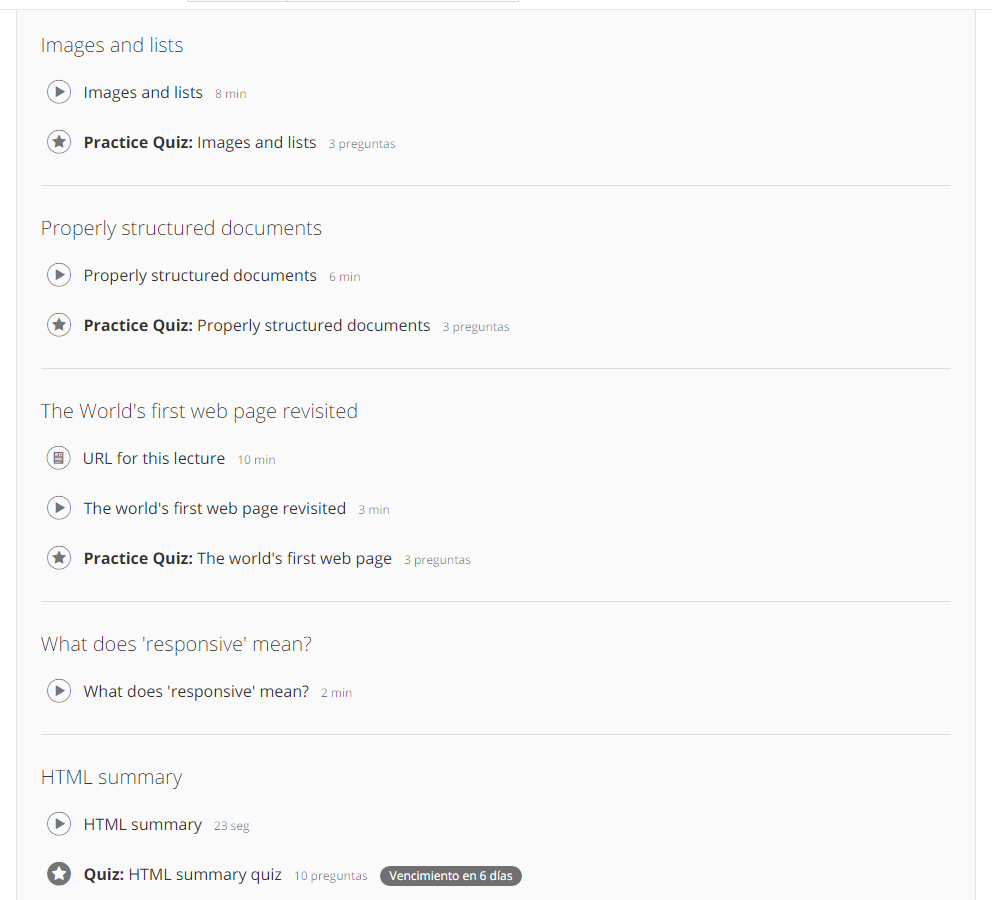 Images and lists
Images and lists 8 min
Practice Quiz: Images and lists 3 preguntas
Properly structured documents
Properly structured documents 6 min
Practice Quiz: Properly structured documents 3 preguntas
The World's first web page revisited
URL for this lecture 10 min
The world's first web page revisited 3 min
Practice Quiz: The world's first web page 3 preguntas
What does 'responsive' mean?
What does 'responsive' mean? 2 min
HTML summary
HTML summary 23 seg
Quiz: HTML summary quiz 10 preguntas Vencimiento en 6 días